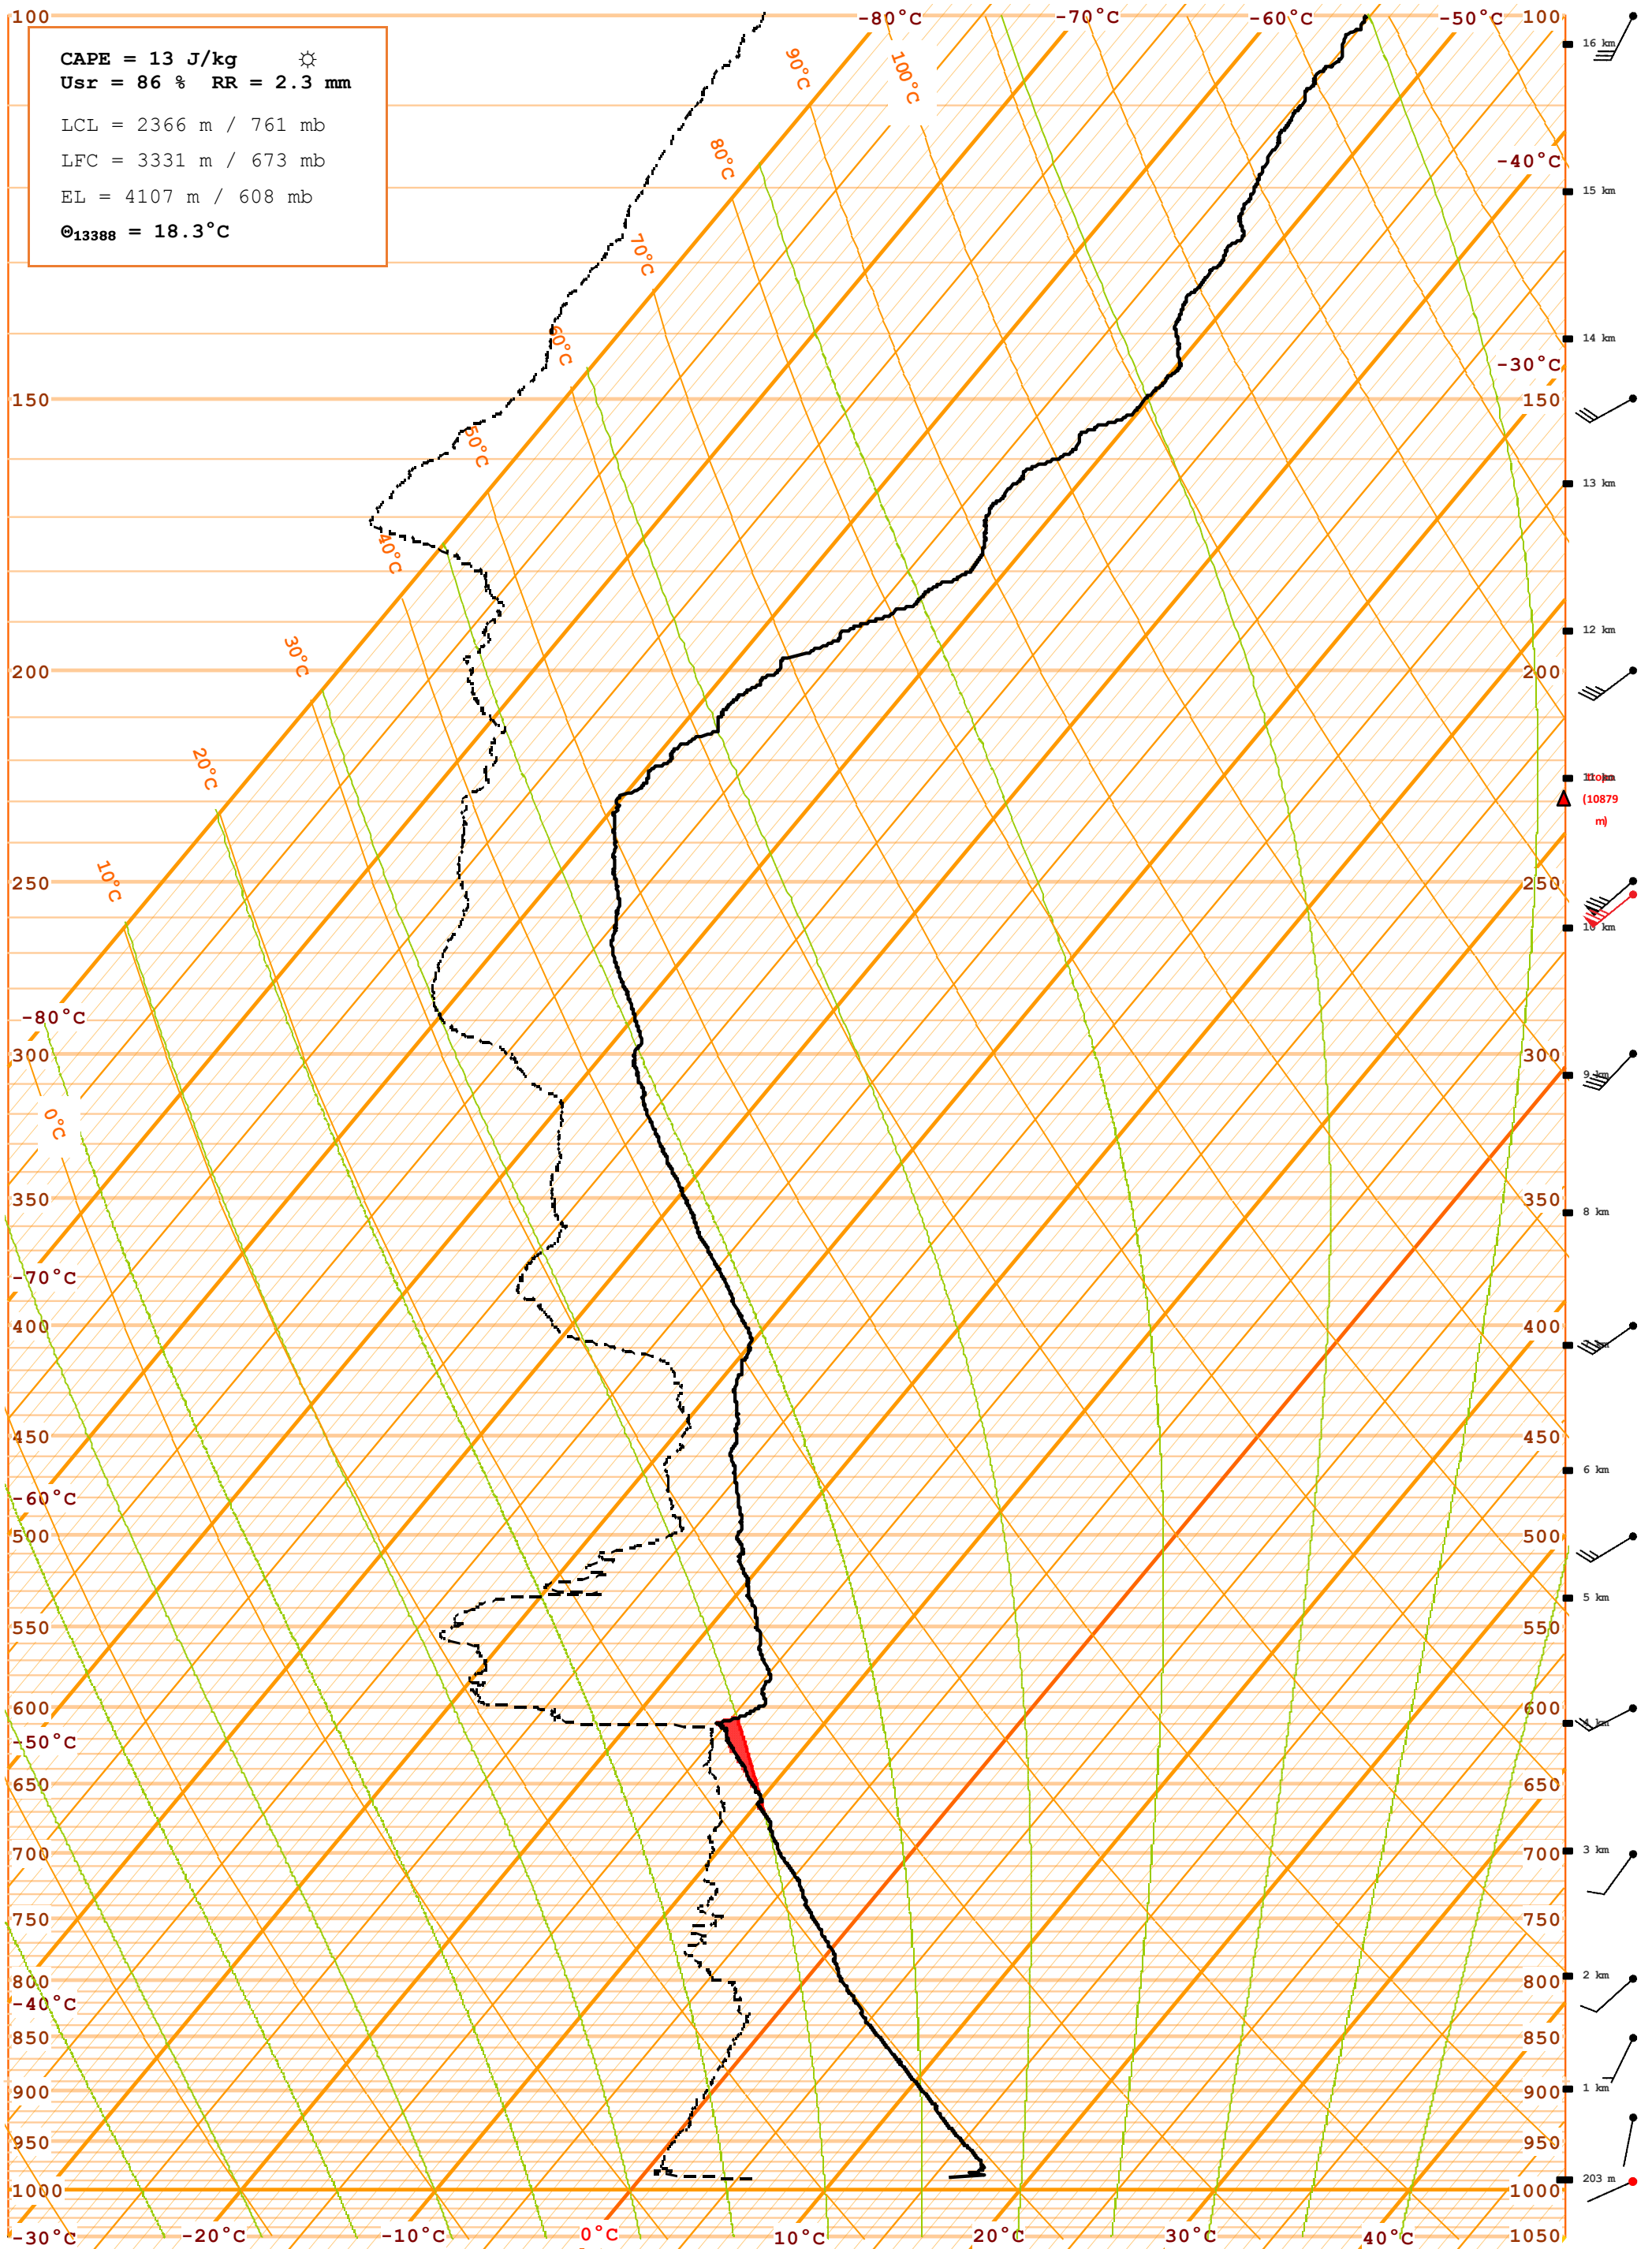 100 -80°C -70°C -60°C -50°C 100
16 km
CAPE = 13 J/kg ☼
Usr = 86 % RR = 2.3 mm
LCL = 2366 m / 761 mb
LFC = 3331 m / 673 mb
EL = 4107 m / 608 mb
Θ13388 = 18.3°C
90°C 100°C
80°C -40°C
15 km
70°C
60°C 14 km
-30°C
150 150
50°C
13 km
40°C
12 km
30°C
200 200
20°C
11 km
(10879
m)
10°C
250 250
10 km
-80°C
300 300
9 km
0°C
350 350
8 km
-70°C
400 400
km
450 450
6 km
-60°C
500 500
5 km
550 550
600 600
4 km
-50°C
650 650
700 700
3 km
750 750
800 800
2 km
-40°C
850 850
900 900
1 km
950 950
203 m
1000 1000
-30°C -20°C -10°C 0°C 10°C 20°C 30°C 40°C 1050